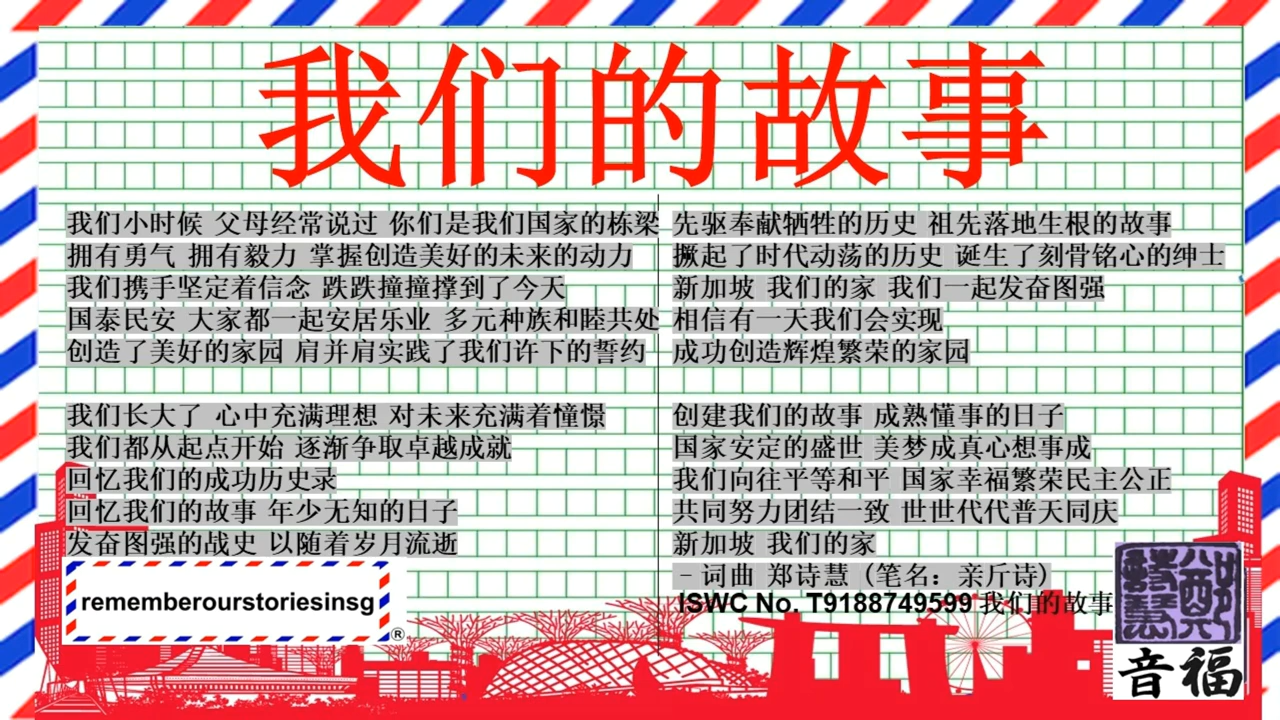 我们的故事
我们小时候 父母经常说过 你们是我们国家的栋梁
拥有勇气 拥有毅力 掌握创造美好的未来的动力
我们携手坚定着信念 跌跌撞撞撑到了今天
国泰民安 大家都一起安居乐业 多元种族和睦共处
创造了美好的家园 肩并肩实践了我们许下的誓约
我们长大了 心中充满理想 对未来充满着憧憬
我们都从起点开始 逐渐争取卓越成就
回忆我们的成功历史录
回忆我们的故事 年少无知的日子
发奋图强的战史 以随着岁月流逝
rememberourstoriesinsg
®
先驱奉献牺牲的历史 祖先落地生根的故事
撅起了时代动荡的历史 诞生了刻骨铭心的绅士
新加坡 我们的家 我们一起发奋图强
相信有一天我们会实现
成功创造辉煌繁荣的家园
创建我们的故事 成熟懂事的日子
国家安定的盛世 美梦成真心想事成
我们向往平等和平 国家幸福繁荣民主公正
共同努力团结一致 世世代代普天同庆
新加坡 我们的家
- 词曲 郑诗慧（笔名：亲斤诗）
ISWC No. T9188749599 我们的故事
鄭詩慧
音福